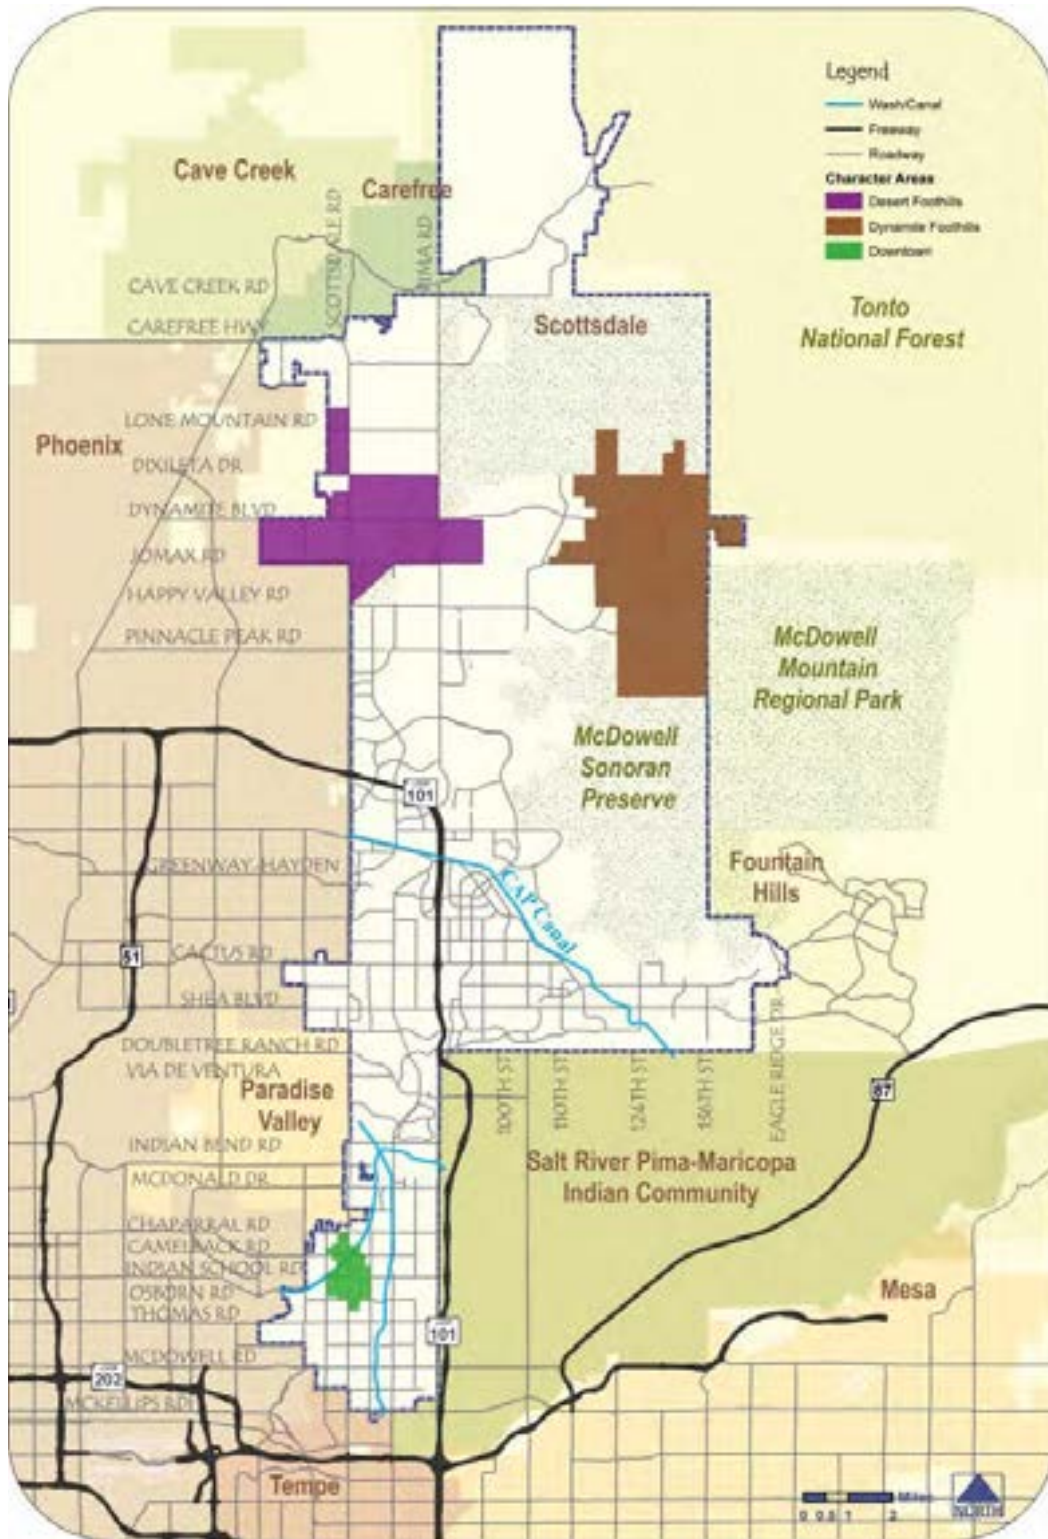 Legend
Wash/Canal
Freeway
Roadway
Character Areas
Desert Foothills
Dynamite Foothills
Downtown
Cave Creek
Carefree
SCOTTSDALE RD
PIMA RD
CAVE CREEK RD
CAREFREE HWY
Scottsdale
Tonto
National Forest
LONE MOUNTAIN RD
Phoenix
DIXILETA DR
DYNAMITE BLVD
JOMAX RD
HAPPY VALLEY RD
PINNACLE PEAK RD
McDowell
Mountain
Regional Park
McDowell
Sonoran
Preserve
101
GREENWAY-HAYDEN
Fountain
Hills
CAP Canal
51
CACTUS RD
SHEA BLVD
DOUBLETREE RANCH RD
VIA DE VENTURA
Paradise
Valley
100TH ST
110TH ST
124TH ST
136TH ST
EAGLE RIDGE DR
87
INDIAN BEND RD
MCDONALD DR
Salt River Pima-Maricopa
Indian Community
CHAPARRAL RD
CAMELBACK RD
INDIAN SCHOOL RD
OSBORN RD
THOMAS RD
Mesa
101
MCDOWELL RD
202
MCKELLIPS RD
Tempe
Miles
0 0.5 1 2
NORTH